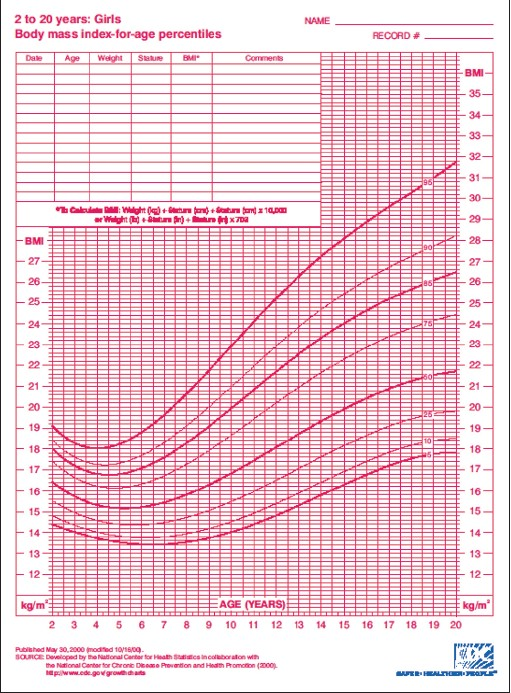 2 to 20 years: Girls
Body mass index-for-age percentiles
NAME
RECORD #
Date Age Weight Stature BMI* Comments
*To Calculate BMI: Weight (kg) ÷ Stature (cm) ÷ Stature (cm) x 10,000
or Weight (lb) ÷ Stature (in) ÷ Stature (in) x 703
BMI
35
34
33
32
31
30
29
BMI 28
27 27
26 26
25 25
24 24
23 23
22 22
21 21
20 20
19 19
18 18
17 17
16 16
15 15
14 14
13 13
12 12
95
90
85
75
50
25
10
5
kg/m² AGE (YEARS) kg/m²
2 3 4 5 6 7 8 9 10 11 12 13 14 15 16 17 18 19 20
Published May 30, 2000 (modified 10/16/00).
SOURCE: Developed by the National Center for Health Statistics in collaboration with
the National Center for Chronic Disease Prevention and Health Promotion (2000).
http://www.cdc.gov/growthcharts
CDC
SAFER • HEALTHIER • PEOPLE™